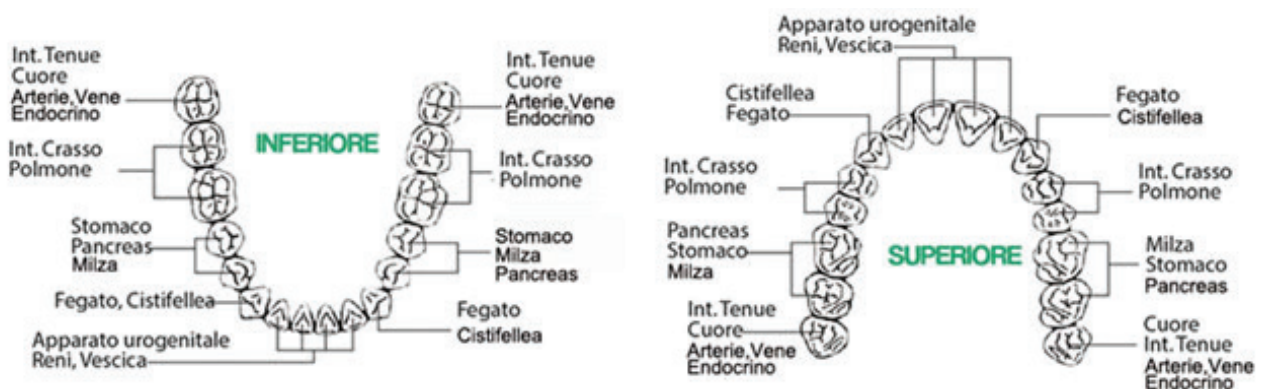 Int. Tenue
Cuore
Arterie,Vene
Endocrino
Int. Crasso
Polmone
Stomaco
Pancreas
Milza
Fegato, Cistifellea
Apparato urogenitale
Reni, Vescica
INFERIORE
Int. Tenue
Cuore
Arterie,Vene
Endocrino
Int. Crasso
Polmone
Stomaco
Milza
Pancreas
Fegato
Cistifellea
Apparato urogenitale
Reni, Vescica
Cistifellea
Fegato
Int. Crasso
Polmone
Pancreas
Stomaco
Milza
Int. Tenue
Cuore
Arterie,Vene
Endocrino
SUPERIORE
Fegato
Cistifellea
Int. Crasso
Polmone
Milza
Stomaco
Pancreas
Cuore
Int. Tenue
Arterie,Vene
Endocrino